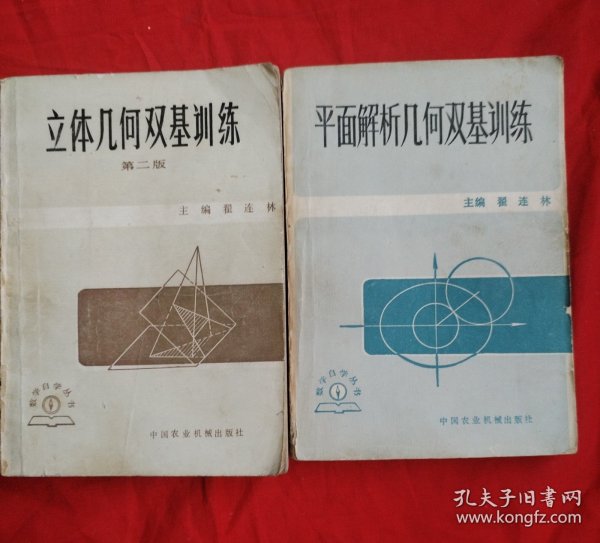 立体几何双基训练
第二版
主编 翟连林
数学自学丛书
中国农业机械出版社
平面解析几何双基训练
主编 翟连林
数学自学丛书
中国农业机械出版社
孔夫子旧书网
www.kongfz.com